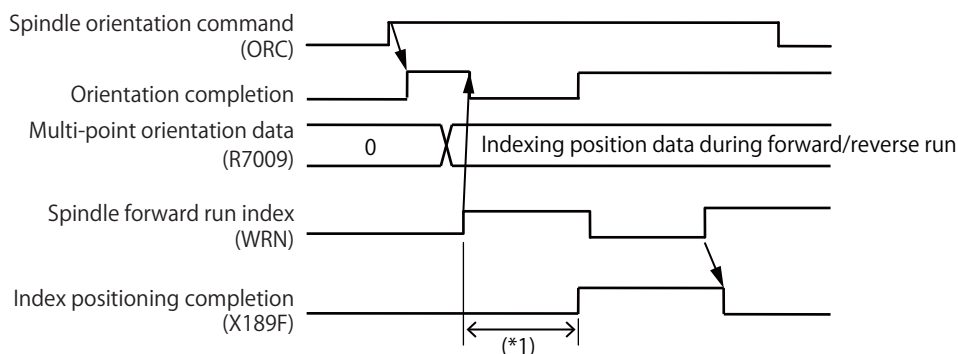 Spindle orientation command
(ORC)
Orientation completion
Multi-point orientation data
(R7009)
0
Indexing position data during forward/reverse run
Spindle forward run index
(WRN)
Index positioning completion
(X189F)
(*1)